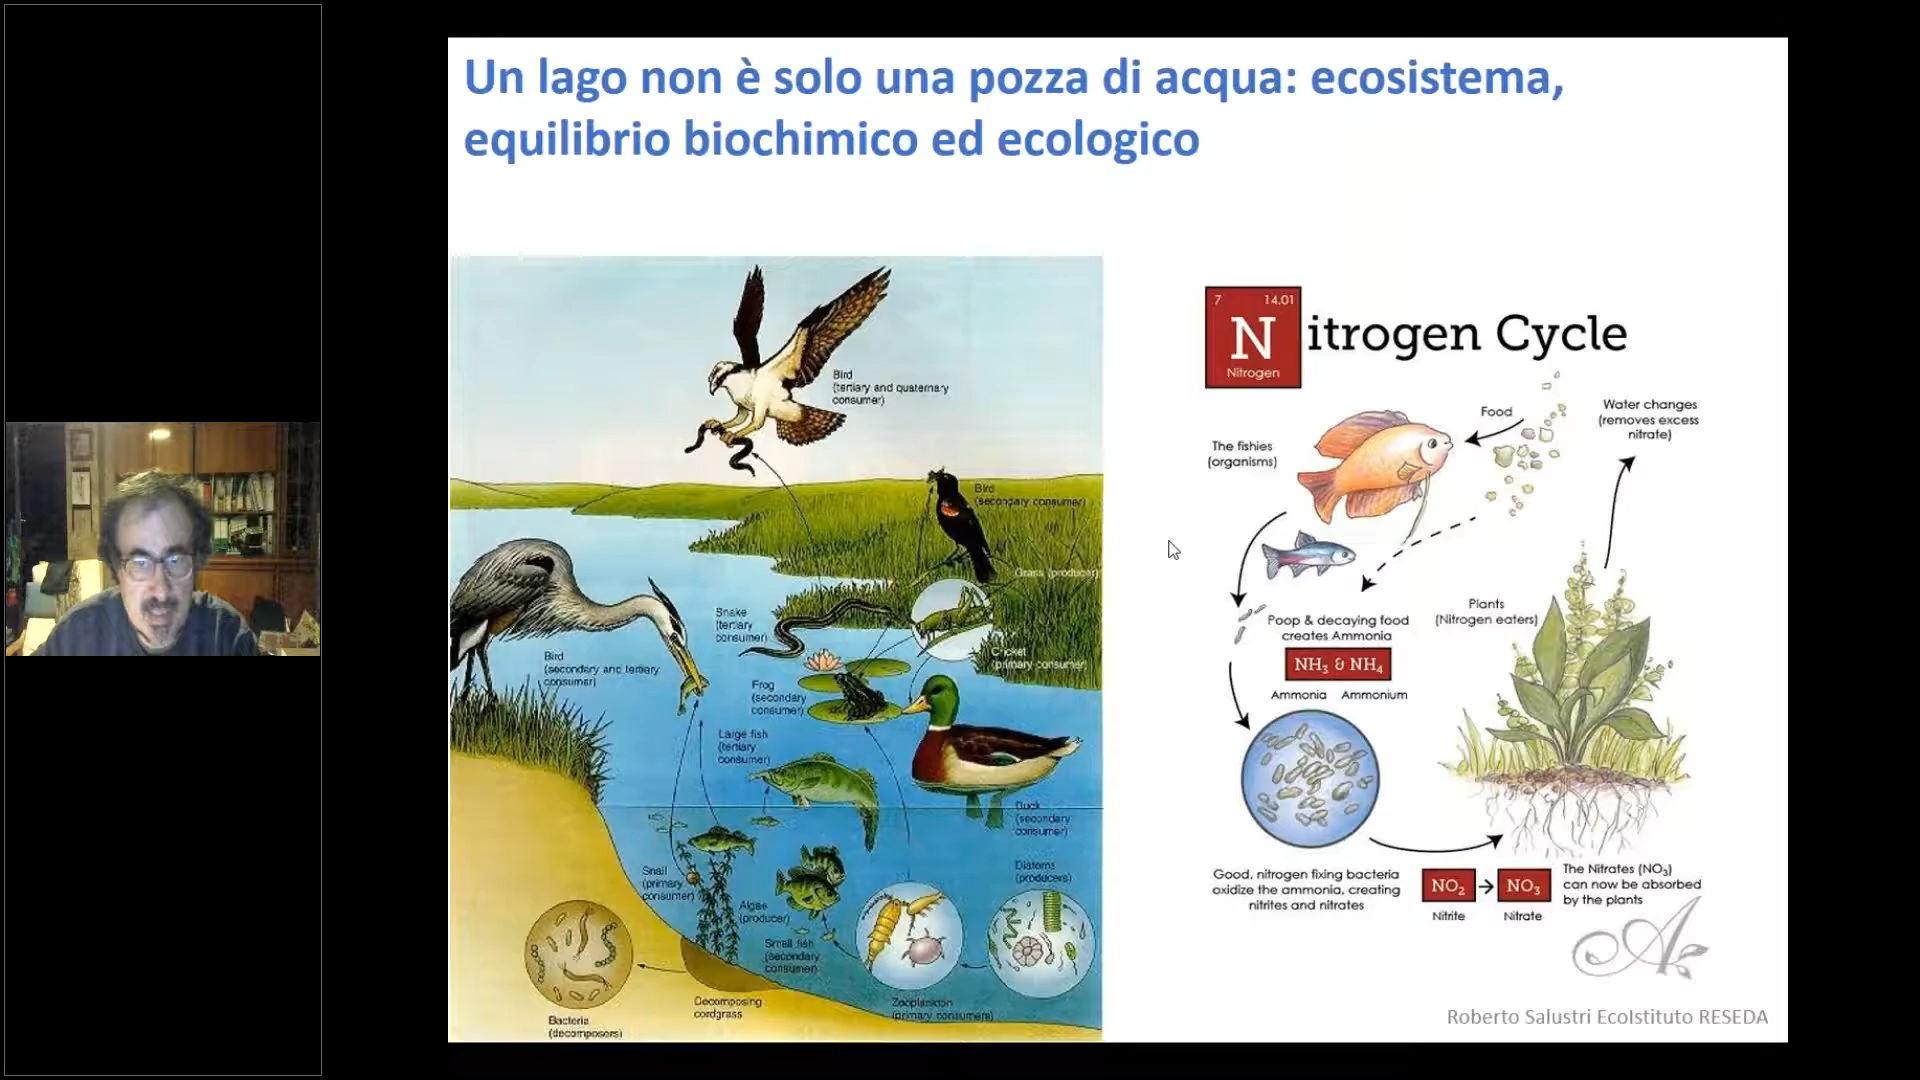 Un lago non è solo una pozza di acqua: ecosistema,
equilibrio biochimico ed ecologico
Bird
(tertiary and quaternary
consumer)
Bird
(secondary consumer)
Grass (producer)
Snake
(tertiary
consumer)
Cricket
(primary consumer)
Bird
(secondary and tertiary
consumer)
Frog
(secondary
consumer)
Large fish
(tertiary
consumer)
Duck
(secondary
consumer)
Snail
(primary
consumer)
Diatoms
(producers)
Algae
(producer)
Small fish
(secondary
consumer)
Decomposing
cordgrass
Zooplankton
(primary consumers)
Bacteria
(decomposers)
7 14.01
N
Nitrogen
itrogen Cycle
Food
Water changes
(removes excess
nitrate)
The fishies
(organisms)
Poop & decaying food
creates Ammonia
NH₃ & NH₄
Ammonia Ammonium
Plants
(Nitrogen eaters)
Good, nitrogen fixing bacteria
oxidize the ammonia, creating
nitrites and nitrates
NO₂ → NO₃
Nitrite Nitrate
The Nitrates (NO₃)
can now be absorbed
by the plants
A
Roberto Salustri EcoIstituto RESEDA